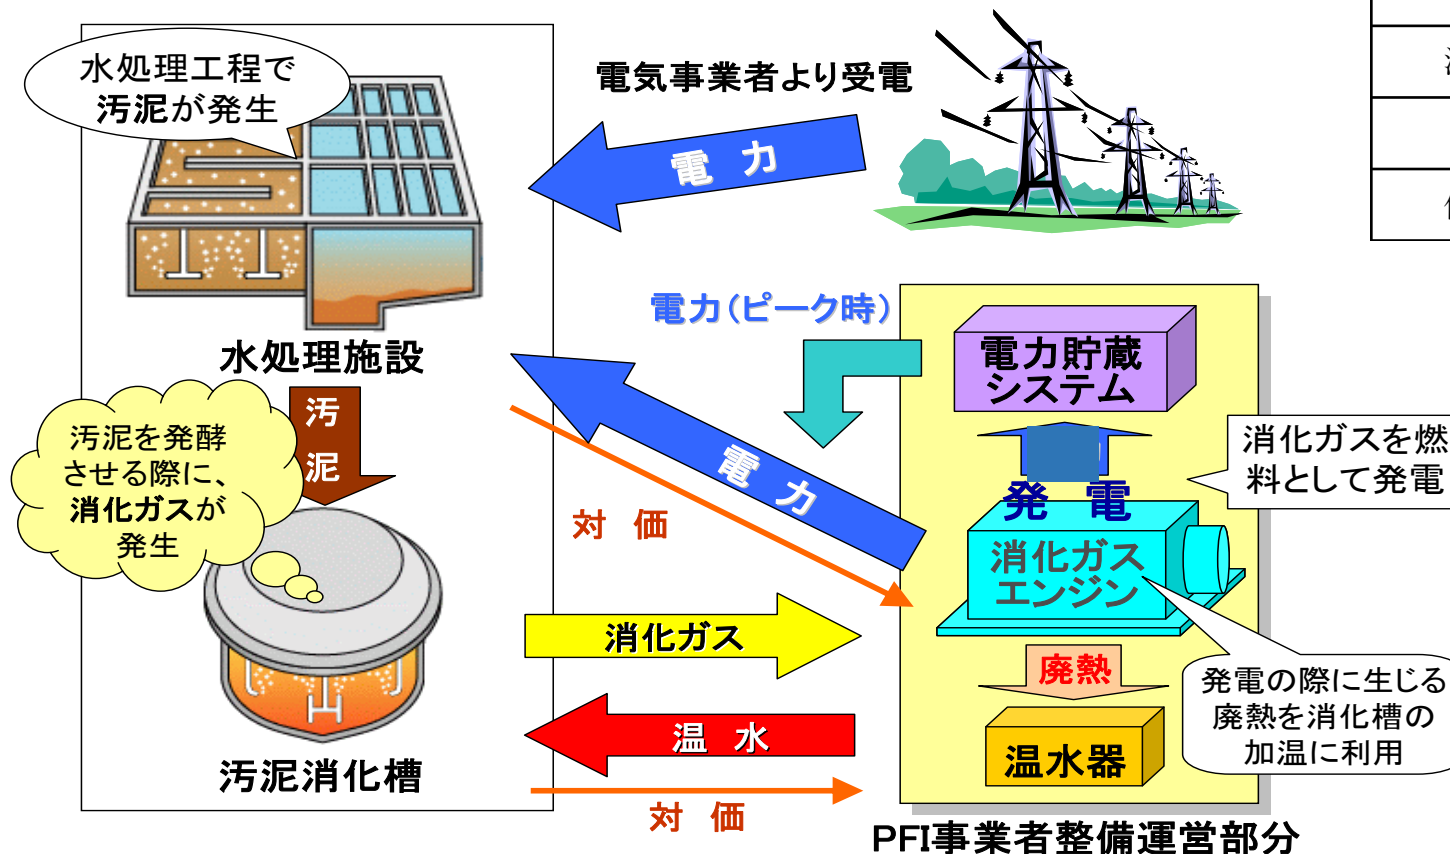 水処理工程で
汚泥が発生
電気事業者より受電
電 力
水処理施設
電力（ピーク時）
電力貯蔵
システム
汚
泥
汚泥を発酵
させる際に、
消化ガスが
発生
電 力
対 価
発 電
消化ガスを燃
料として発電
消化ガス
エンジン
消化ガス
廃熱
発電の際に生じる
廃熱を消化槽の
加温に利用
温 水
温水器
汚泥消化槽
対 価
PFI事業者整備運営部分